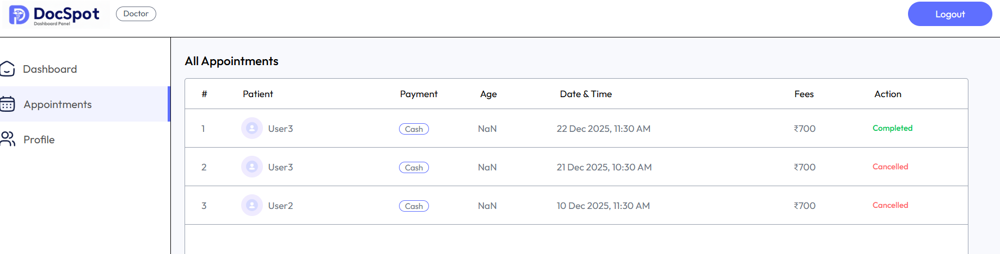 DocSpot
Dashboard Panel
Doctor
Logout
Dashboard
Appointments
Profile
All Appointments
# Patient Payment Age Date & Time Fees Action
1 User3 Cash NaN 22 Dec 2025, 11:30 AM ₹700 Completed
2 User3 Cash NaN 21 Dec 2025, 10:30 AM ₹700 Cancelled
3 User2 Cash NaN 10 Dec 2025, 11:30 AM ₹700 Cancelled